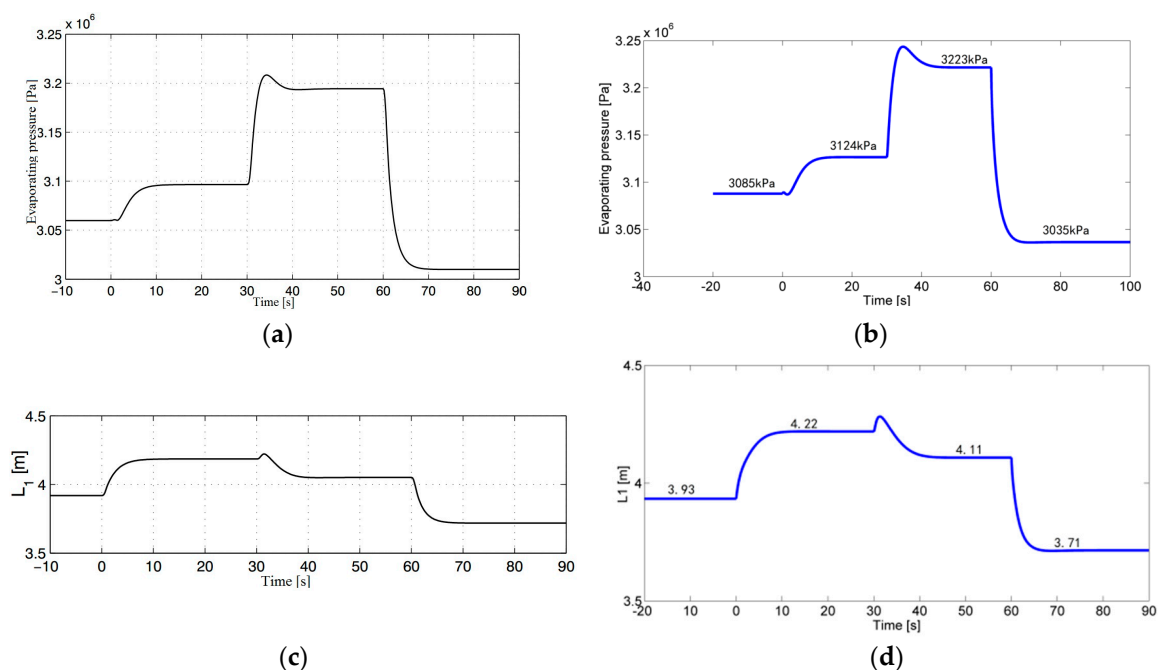 x 10⁶
3.25
3.2
3.15
3.1
3.05
3
Evaporating pressure [Pa]
−10 0 10 20 30 40 50 60 70 80 90
Time [s]
(a)
x 10⁶
3.25
3.2
3.15
3.1
3.05
3
Evaporating pressure [Pa]
3085kPa
3124kPa
3223kPa
3035kPa
-40 -20 0 20 40 60 80 100
Time [s]
(b)
4.5
4
3.5
L₁ [m]
−10 0 10 20 30 40 50 60 70 80 90
Time [s]
(c)
4.5
4
3.5
L1 [m]
3.93
4.22
4.11
3.71
-20 -10 0 10 20 30 40 50 60 70 80 90
Time [s]
(d)